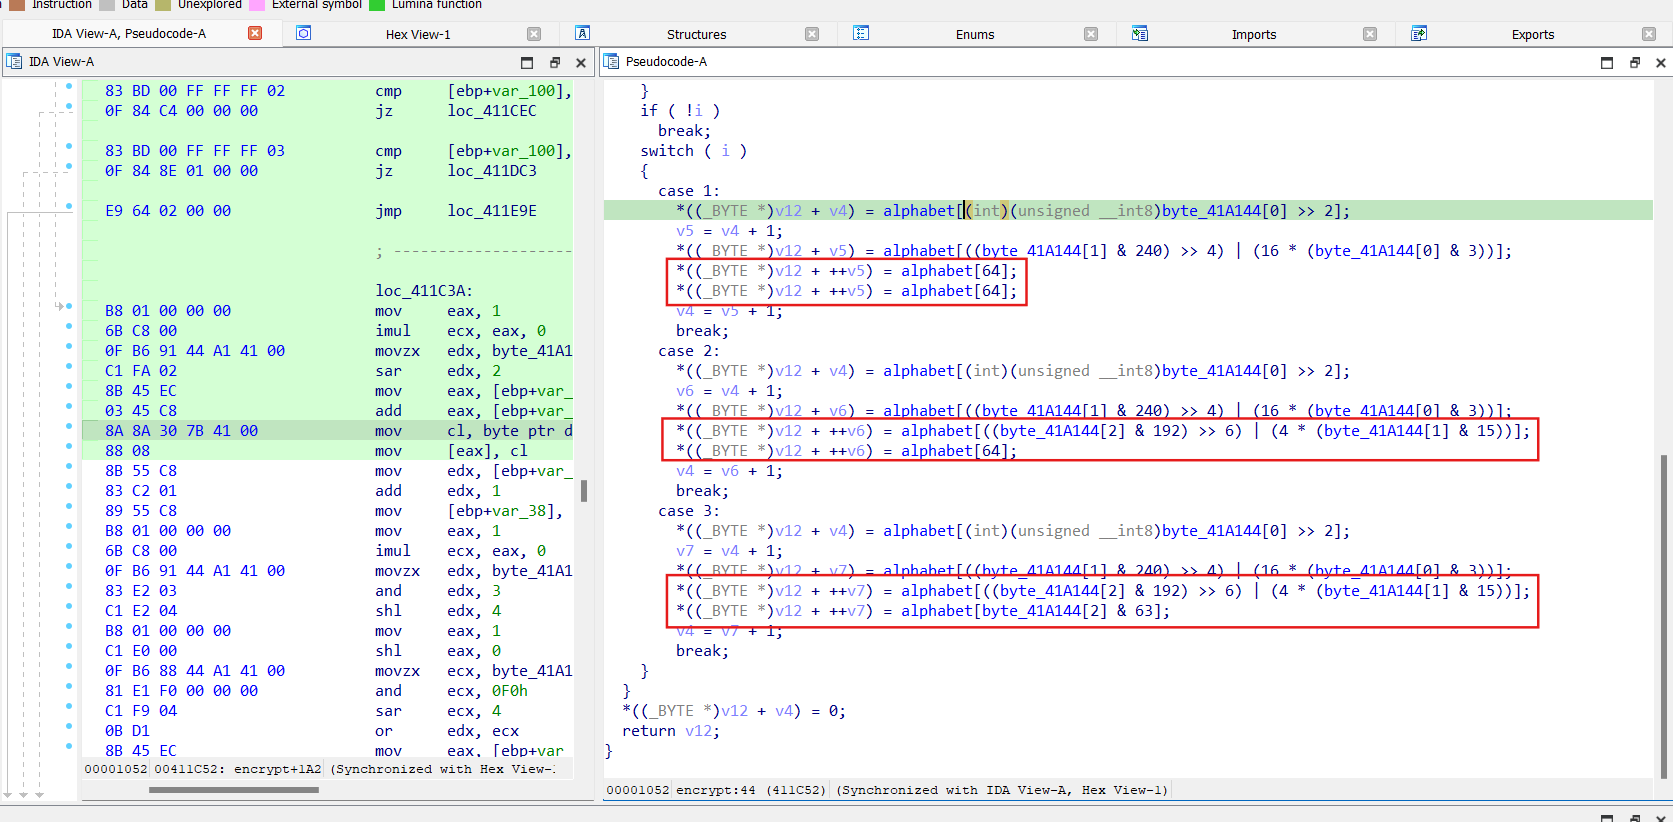 Instruction Data Unexplored External symbol Lumina function
IDA View-A, Pseudocode-A Hex View-1 Structures Enums Imports Exports
IDA View-A
83 BD 00 FF FF FF 02 cmp [ebp+var_100],
0F 84 C4 00 00 00 jz loc_411CEC
83 BD 00 FF FF FF 03 cmp [ebp+var_100],
0F 84 8E 01 00 00 jz loc_411DC3
E9 64 02 00 00 jmp loc_411E9E
; --------------------
loc_411C3A:
B8 01 00 00 00 mov eax, 1
6B C8 00 imul ecx, eax, 0
0F B6 91 44 A1 41 00 movzx edx, byte_41A1
C1 FA 02 sar edx, 2
8B 45 EC mov eax, [ebp+var_
03 45 C8 add eax, [ebp+var_
8A 8A 30 7B 41 00 mov cl, byte ptr d
88 08 mov [eax], cl
8B 55 C8 mov edx, [ebp+var_
83 C2 01 add edx, 1
89 55 C8 mov [ebp+var_38],
B8 01 00 00 00 mov eax, 1
6B C8 00 imul ecx, eax, 0
0F B6 91 44 A1 41 00 movzx edx, byte_41A1
83 E2 03 and edx, 3
C1 E2 04 shl edx, 4
B8 01 00 00 00 mov eax, 1
C1 E0 00 shl eax, 0
0F B6 88 44 A1 41 00 movzx ecx, byte_41A1
81 E1 F0 00 00 00 and ecx, 0F0h
C1 F9 04 sar ecx, 4
0B D1 or edx, ecx
8B 45 EC mov eax, [ebp+var
00001052 00411C52: encrypt+1A2 (Synchronized with Hex View-1
Pseudocode-A
}
if ( !i )
break;
switch ( i )
{
case 1:
*((_BYTE *)v12 + v4) = alphabet[(int)(unsigned __int8)byte_41A144[0] >> 2];
v5 = v4 + 1;
*((_BYTE *)v12 + v5) = alphabet[((byte_41A144[1] & 240) >> 4) | (16 * (byte_41A144[0] & 3))];
*((_BYTE *)v12 + ++v5) = alphabet[64];
*((_BYTE *)v12 + ++v5) = alphabet[64];
v4 = v5 + 1;
break;
case 2:
*((_BYTE *)v12 + v4) = alphabet[(int)(unsigned __int8)byte_41A144[0] >> 2];
v6 = v4 + 1;
*((_BYTE *)v12 + v6) = alphabet[((byte_41A144[1] & 240) >> 4) | (16 * (byte_41A144[0] & 3))];
*((_BYTE *)v12 + ++v6) = alphabet[((byte_41A144[2] & 192) >> 6) | (4 * (byte_41A144[1] & 15))];
*((_BYTE *)v12 + ++v6) = alphabet[64];
v4 = v6 + 1;
break;
case 3:
*((_BYTE *)v12 + v4) = alphabet[(int)(unsigned __int8)byte_41A144[0] >> 2];
v7 = v4 + 1;
*((_BYTE *)v12 + v7) = alphabet[((byte_41A144[1] & 240) >> 4) | (16 * (byte_41A144[0] & 3))];
*((_BYTE *)v12 + ++v7) = alphabet[((byte_41A144[2] & 192) >> 6) | (4 * (byte_41A144[1] & 15))];
*((_BYTE *)v12 + ++v7) = alphabet[byte_41A144[2] & 63];
v4 = v7 + 1;
break;
}
}
*((_BYTE *)v12 + v4) = 0;
return v12;
}
00001052 encrypt:44 (411C52) (Synchronized with IDA View-A, Hex View-1)